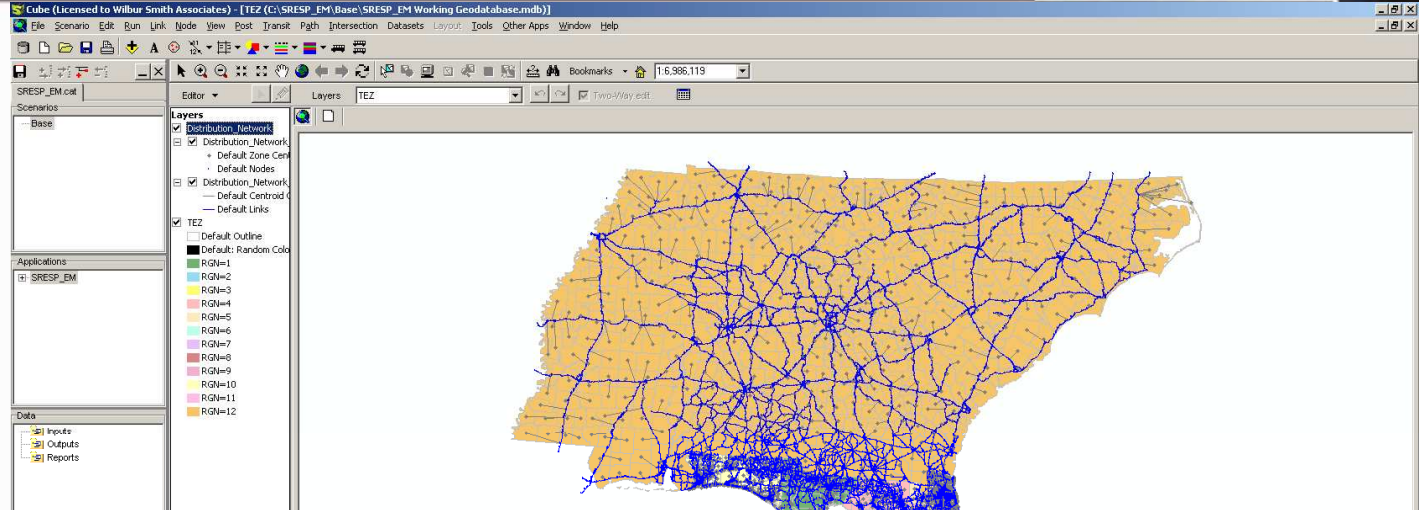 Cube (Licensed to Wilbur Smith Associates) - [TEZ (C:\SRESP_EM\Base\SRESP_EM Working Geodatabase.mdb)]
File Scenario Edit Run Link Node View Post Transit Path Intersection Datasets Layout Tools Other Apps Window Help
Bookmarks 1:6,986,119
SRESP_EM.cat
Editor Layers TEZ Two-Way edit
Scenarios
Base
Layers
Distribution_Network
Distribution_Network_
Default Zone Cent
Default Nodes
Distribution_Network_
Default Centroid C
Default Links
TEZ
Default Outline
Default: Random Colo
RGN=1
RGN=2
RGN=3
RGN=4
RGN=5
RGN=6
RGN=7
RGN=8
RGN=9
RGN=10
RGN=11
RGN=12
Applications
SRESP_EM
Data
Inputs
Outputs
Reports